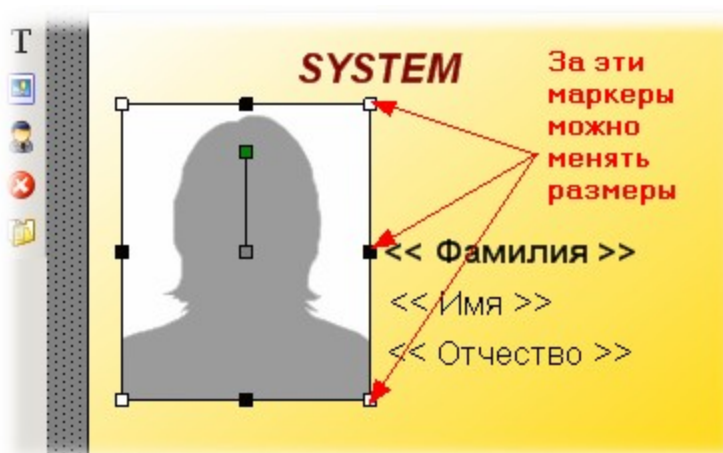 T
SYSTEM
За эти
маркеры
можно
менять
размеры
<< Фамилия >>
<< Имя >>
<< Отчество >>